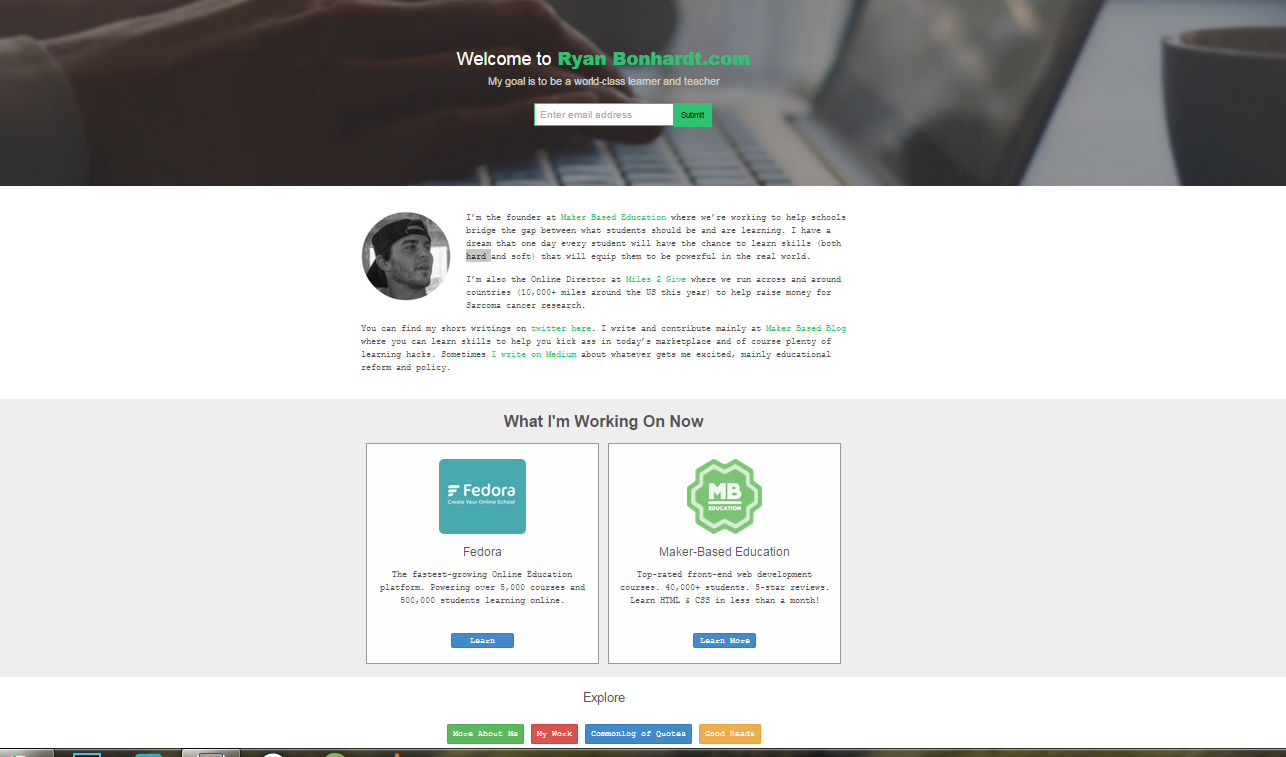 Welcome to Ryan Bonhardt.com
My goal is to be a world-class learner and teacher
Enter email address
Submit
I'm the founder at Maker Based Education where we're working to help schools
bridge the gap between what students should be and are learning. I have a
dream that one day every student will have the chance to learn skills (both
hard and soft) that will equip them to be powerful in the real world.
I'm also the Online Director at Miles 2 Give where we run across and around
countries (10,000+ miles around the US this year) to help raise money for
Sarcoma cancer research.
You can find my short writings on twitter here. I write and contribute mainly at Maker Based Blog
where you can learn skills to help you kick ass in today's marketplace and of course plenty of
learning hacks. Sometimes I write on Medium about whatever gets me excited, mainly educational
reform and policy.
What I'm Working On Now
Fedora
Create Your Online School
Fedora
The fastest-growing Online Education
platform. Powering over 5,000 courses and
500,000 students learning online.
Learn
MB
EDUCATION
Maker-Based Education
Top-rated front-end web development
courses. 40,000+ students. 5-star reviews.
Learn HTML & CSS in less than a month!
Learn More
Explore
More About Me
My Work
Commonlog of Quotes
Good Reads